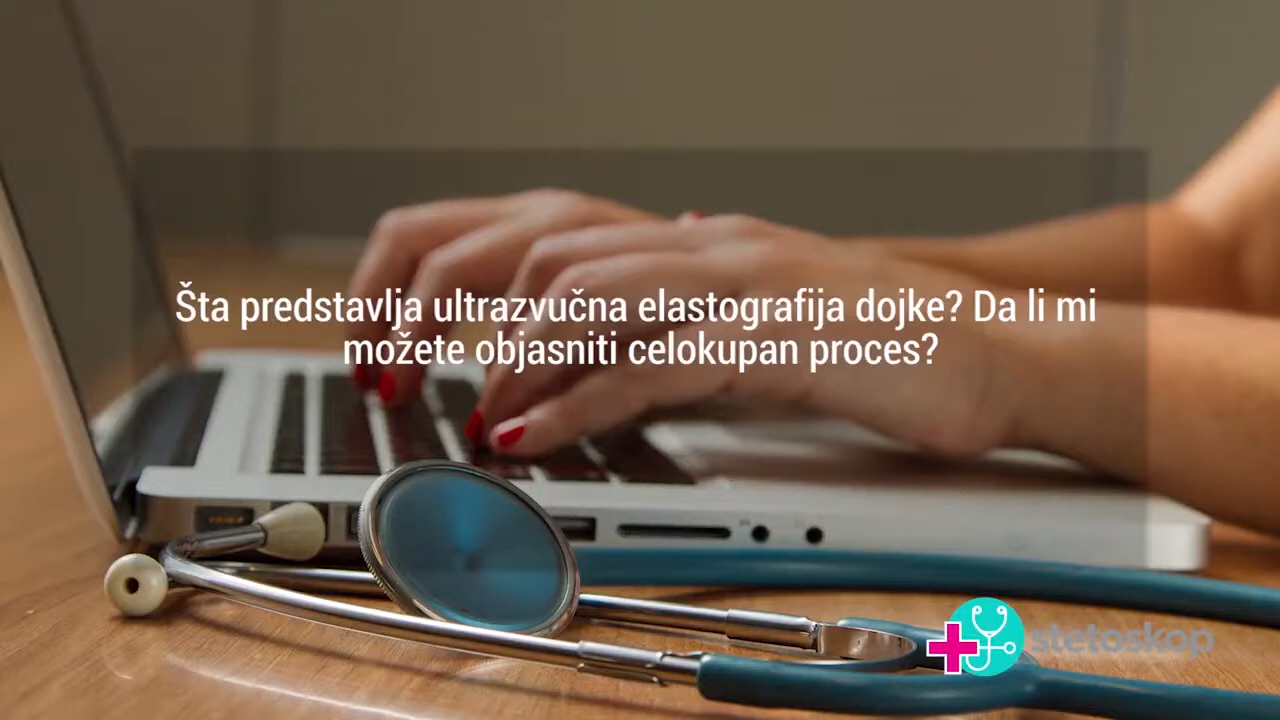 Šta predstavlja ultrazvučna elastografija dojke? Da li mi
možete objasniti celokupan proces?
stetoskop